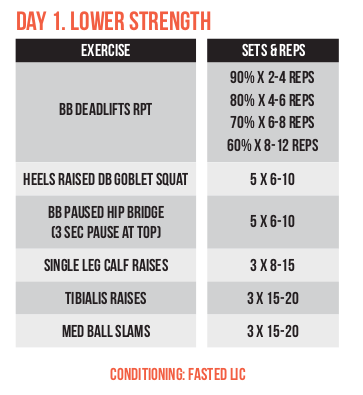 DAY 1. LOWER STRENGTH
EXERCISE SETS & REPS
BB DEADLIFTS RPT
90% X 2-4 REPS
80% X 4-6 REPS
70% X 6-8 REPS
60% X 8-12 REPS
HEELS RAISED DB GOBLET SQUAT 5 X 6-10
BB PAUSED HIP BRIDGE
(3 SEC PAUSE AT TOP)
5 X 6-10
SINGLE LEG CALF RAISES 3 X 8-15
TIBIALIS RAISES 3 X 15-20
MED BALL SLAMS 3 X 15-20
CONDITIONING: FASTED LIC